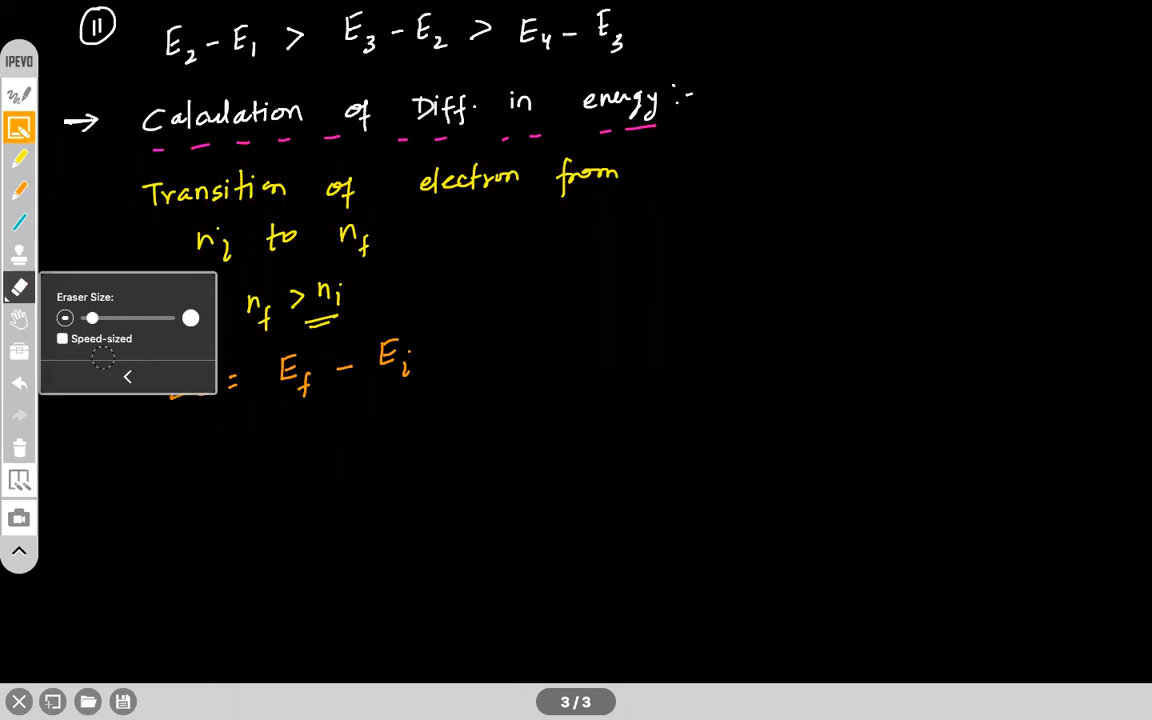 11
E₂ - E₁ > E₃ - E₂ > E₄ - E₃
IPEVO
→ Calculation of Diff. in energy :-
Transition of electron from
nᵢ to n_f
n_f > nᵢ
Eraser Size:
Speed-sized
= E_f - Eᵢ
3 / 3